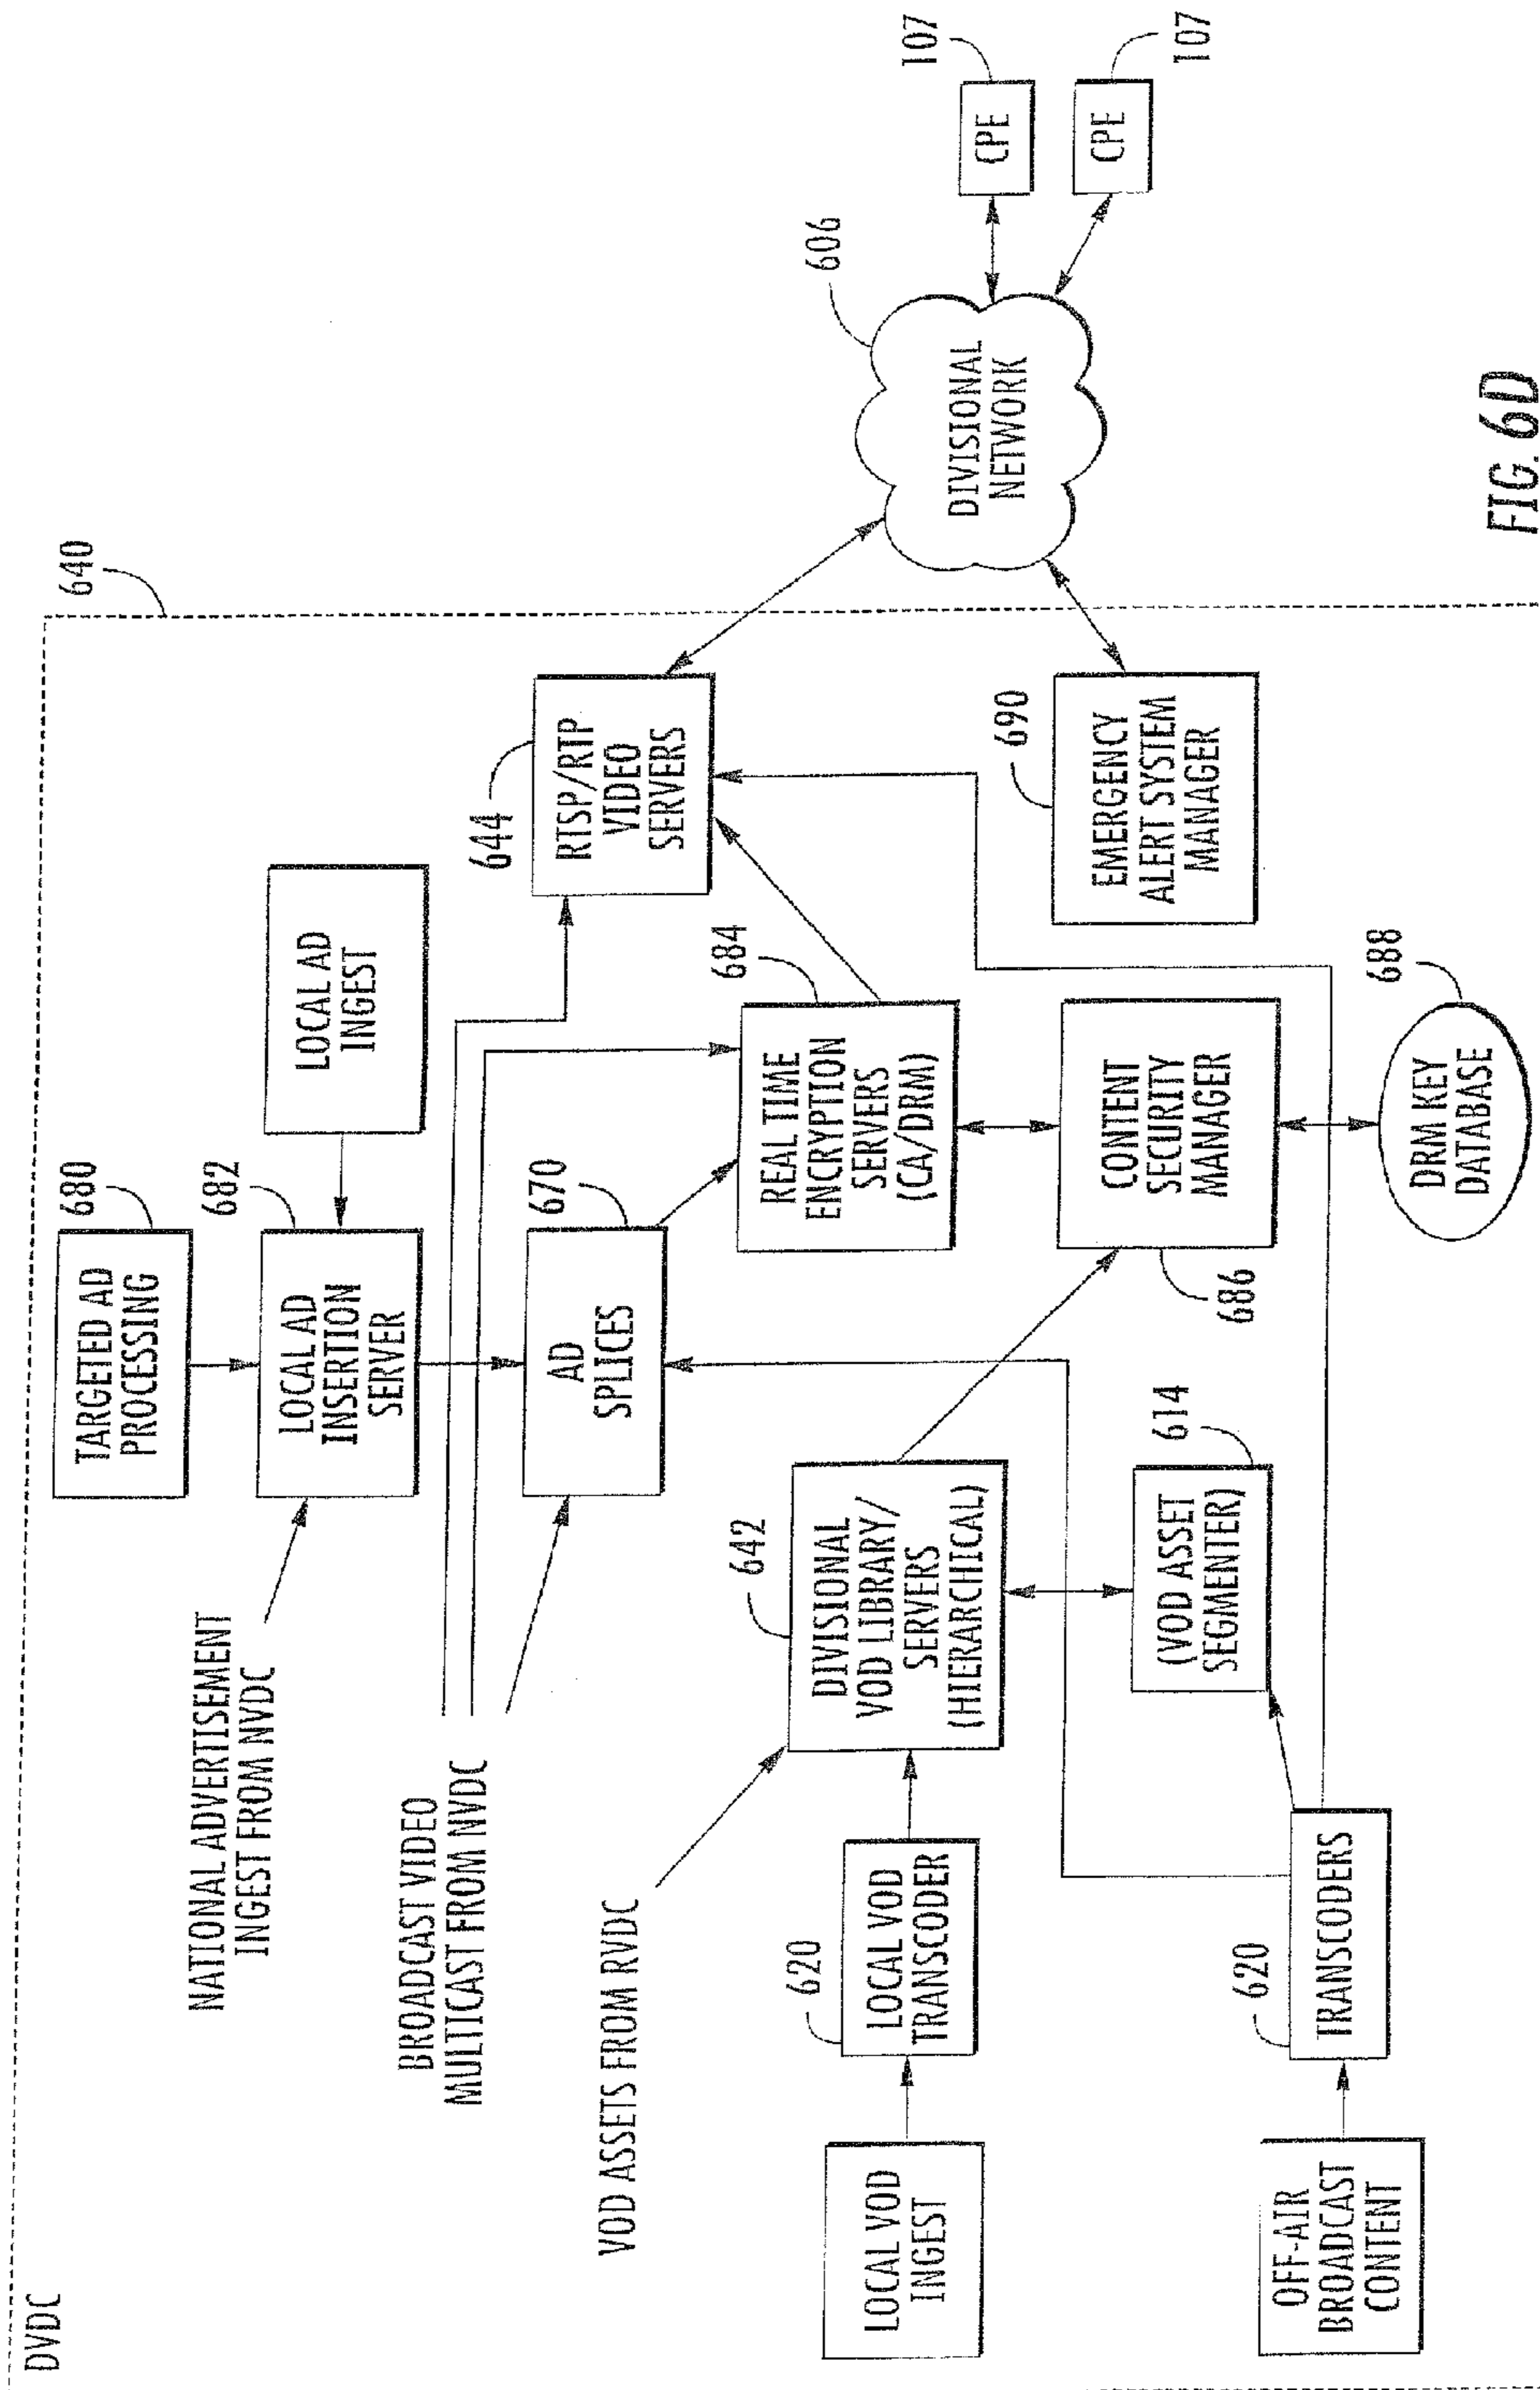 DVDC
640
NATIONAL ADVERTISEMENT
INGEST FROM NVDC
TARGETED AD
PROCESSING
680
LOCAL AD
INSERTION
SERVER
682
LOCAL AD
INGEST
BROADCAST VIDEO
MULTICAST FROM NVDC
AD
SPLICES
670
644
RTSP/RTP
VIDEO
SERVERS
VOD ASSETS FROM RVDC
642
DIVISIONAL
VOD LIBRARY/
SERVERS
(HIERARCHICAL)
REAL TIME
ENCRYPTION
SERVERS
(CA/DRM)
684
606
DIVISIONAL
NETWORK
CPE
107
CPE
107
LOCAL VOD
INGEST
620
LOCAL VOD
TRANSCODER
(VOD ASSET
SEGMENTER)
614
CONTENT
SECURITY
MANAGER
686
690
EMERGENCY
ALERT SYSTEM
MANAGER
OFF-AIR
BROADCAST
CONTENT
620
TRANSCODERS
DRM KEY
DATABASE
688
FIG. 6D